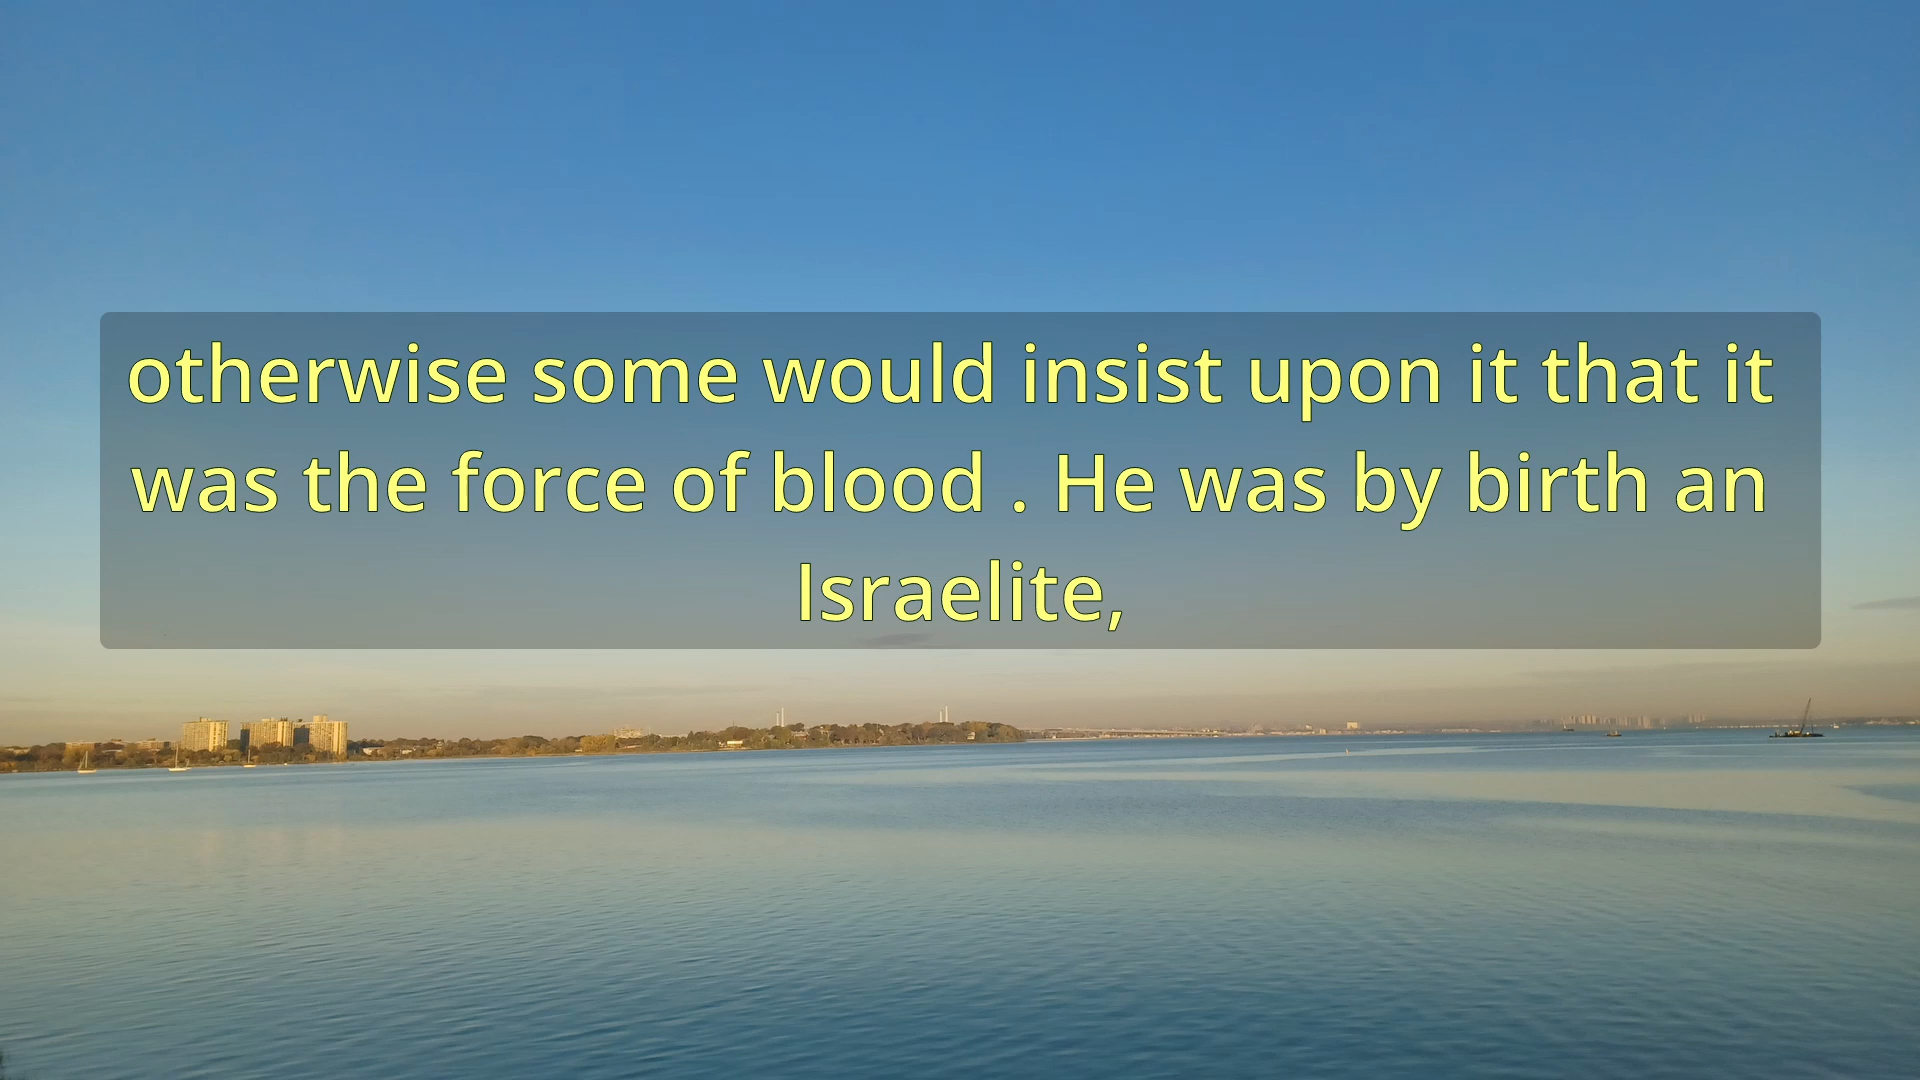 otherwise some would insist upon it that it
was the force of blood . He was by birth an
Israelite,